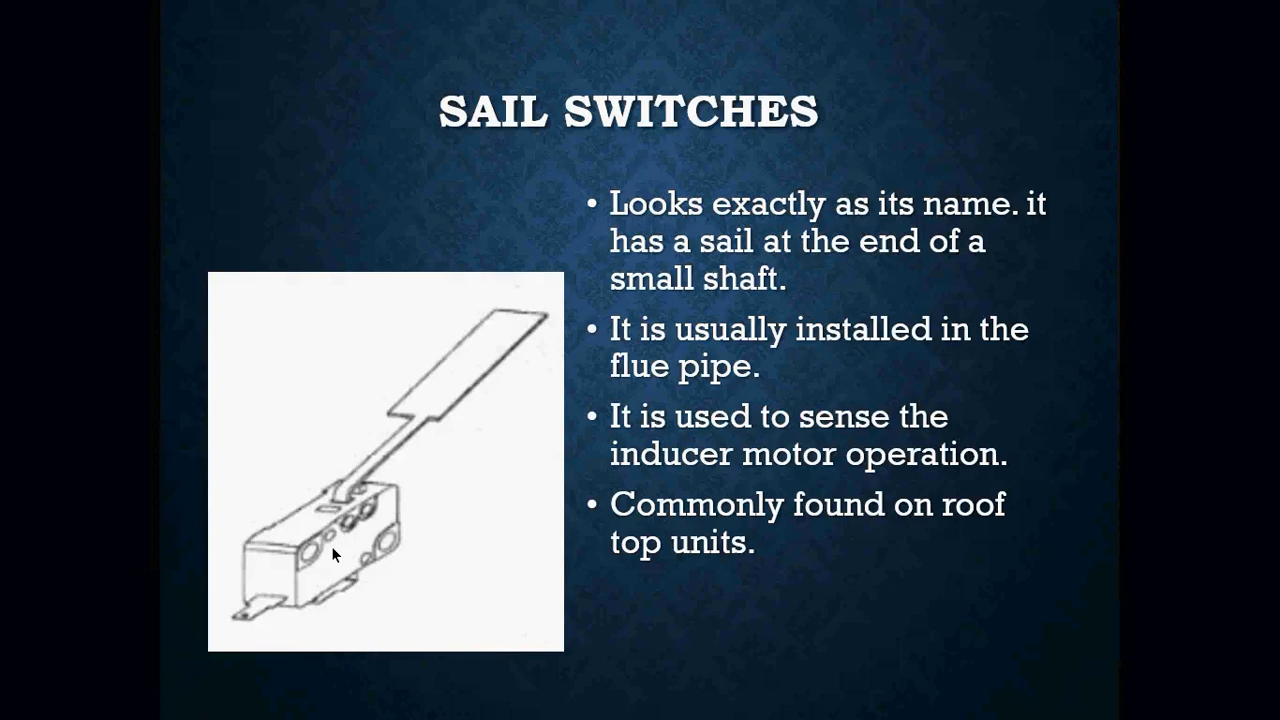 SAIL SWITCHES
• Looks exactly as its name. it
has a sail at the end of a
small shaft.
• It is usually installed in the
flue pipe.
• It is used to sense the
inducer motor operation.
• Commonly found on roof
top units.